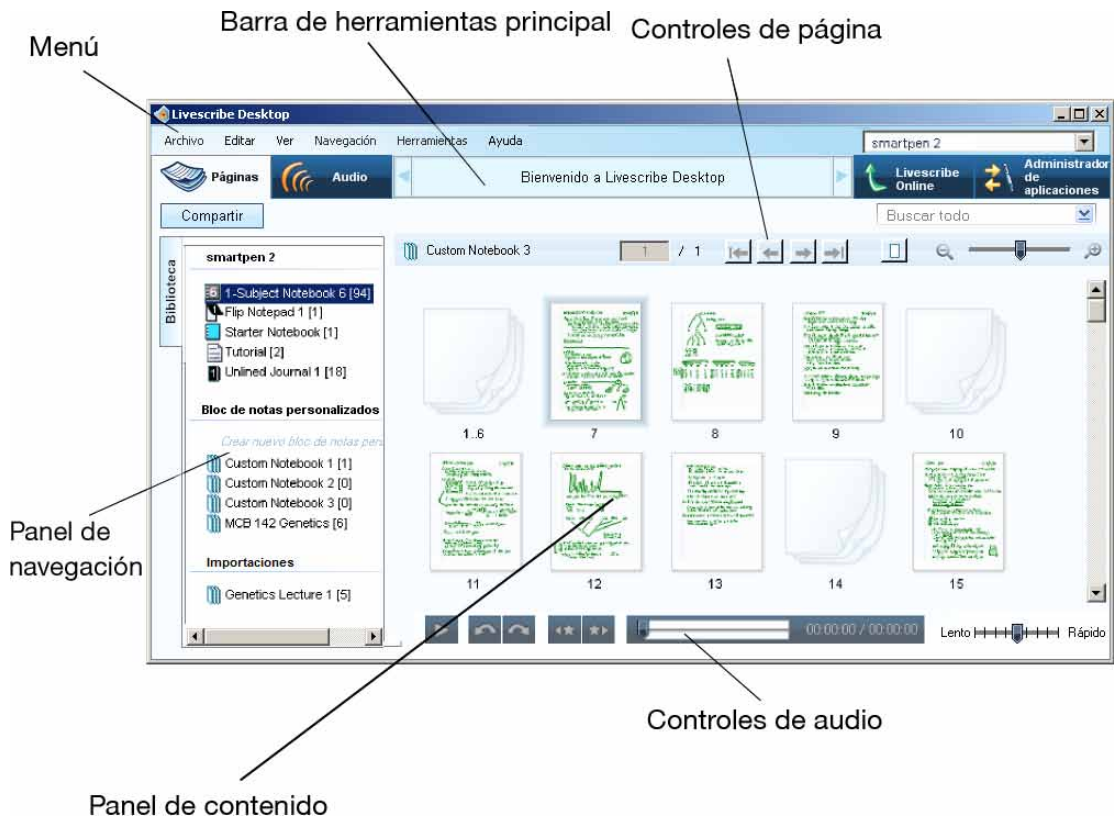 Barra de herramientas principal
Controles de página
Menú
Livescribe Desktop
Archivo Editar Ver Navegación Herramientas Ayuda
smartpen 2
Páginas Audio Bienvenido a Livescribe Desktop Livescribe Online Administrador de aplicaciones
Compartir
Buscar todo
Biblioteca
smartpen 2
Custom Notebook 3 1 / 1
1-Subject Notebook 6 [94]
Flip Notepad 1 [1]
Starter Notebook [1]
Tutorial [2]
Unlined Journal 1 [18]
Bloc de notas personalizados
Crear nuevo bloc de notas pers
Custom Notebook 1 [1]
Custom Notebook 2 [0]
Custom Notebook 3 [0]
MCB 142 Genetics [6]
Importaciones
Genetics Lecture 1 [5]
1..6 7 8 9 10
11 12 13 14 15
00:00:00 / 00:00:00
Lento Rápido
Panel de
navegación
Controles de audio
Panel de contenido